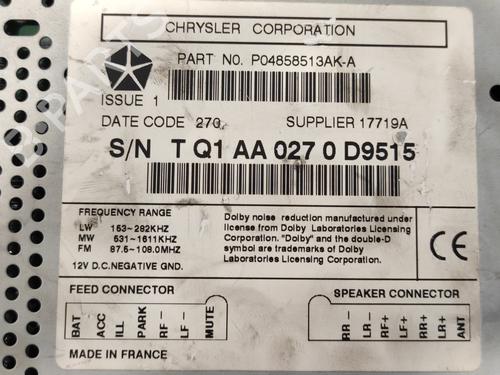 CHRYSLER CORPORATION
PART NO. P04858513AK-A
ISSUE 1
DATE CODE 270, SUPPLIER 17719A
S/N T Q1 AA 027 0 D9515
FREQUENCY RANGE
LW 153~282KHZ
MW 531~1611KHZ
FM 87.5~108.0MHZ
12V D.C.NEGATIVE GND.
Dolby noise reduction manufactured under
license from Dolby Laboratories Licensing
Corporation. "Dolby" and the double-D
symbol are trademarks of Dolby
Laboratories Licensing Corporation.
CE
FEED CONNECTOR
BAT ACC ILL PARK RF- LF- MUTE
SPEAKER CONNECTOR
RR- LR- RF+ LF+ RR+ LR+ ANT
MADE IN FRANCE